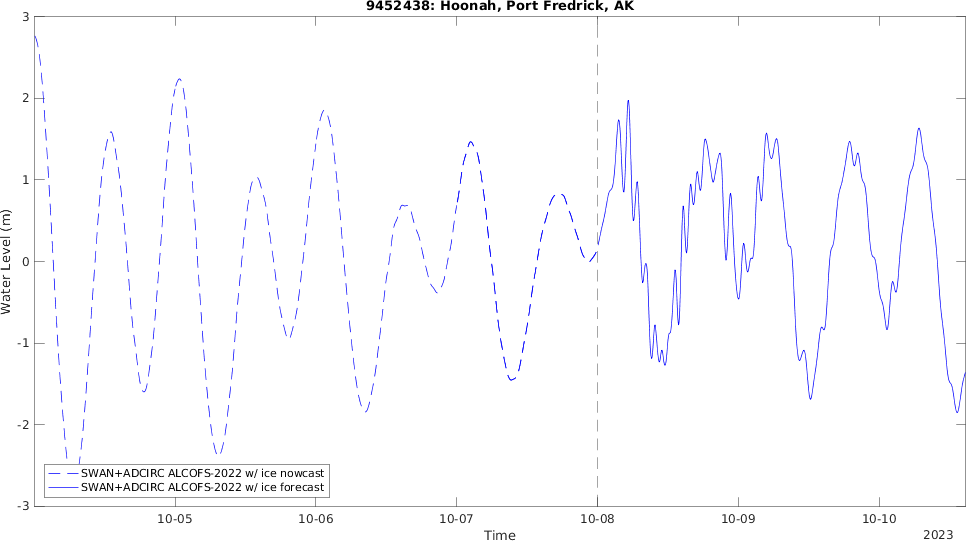 9452438: Hoonah, Port Fredrick, AK
3
2
1
0
-1
-2
-3
Water Level (m)
SWAN+ADCIRC ALCOFS-2022 w/ ice nowcast
SWAN+ADCIRC ALCOFS-2022 w/ ice forecast
10-05 10-06 10-07 10-08 10-09 10-10
Time
2023